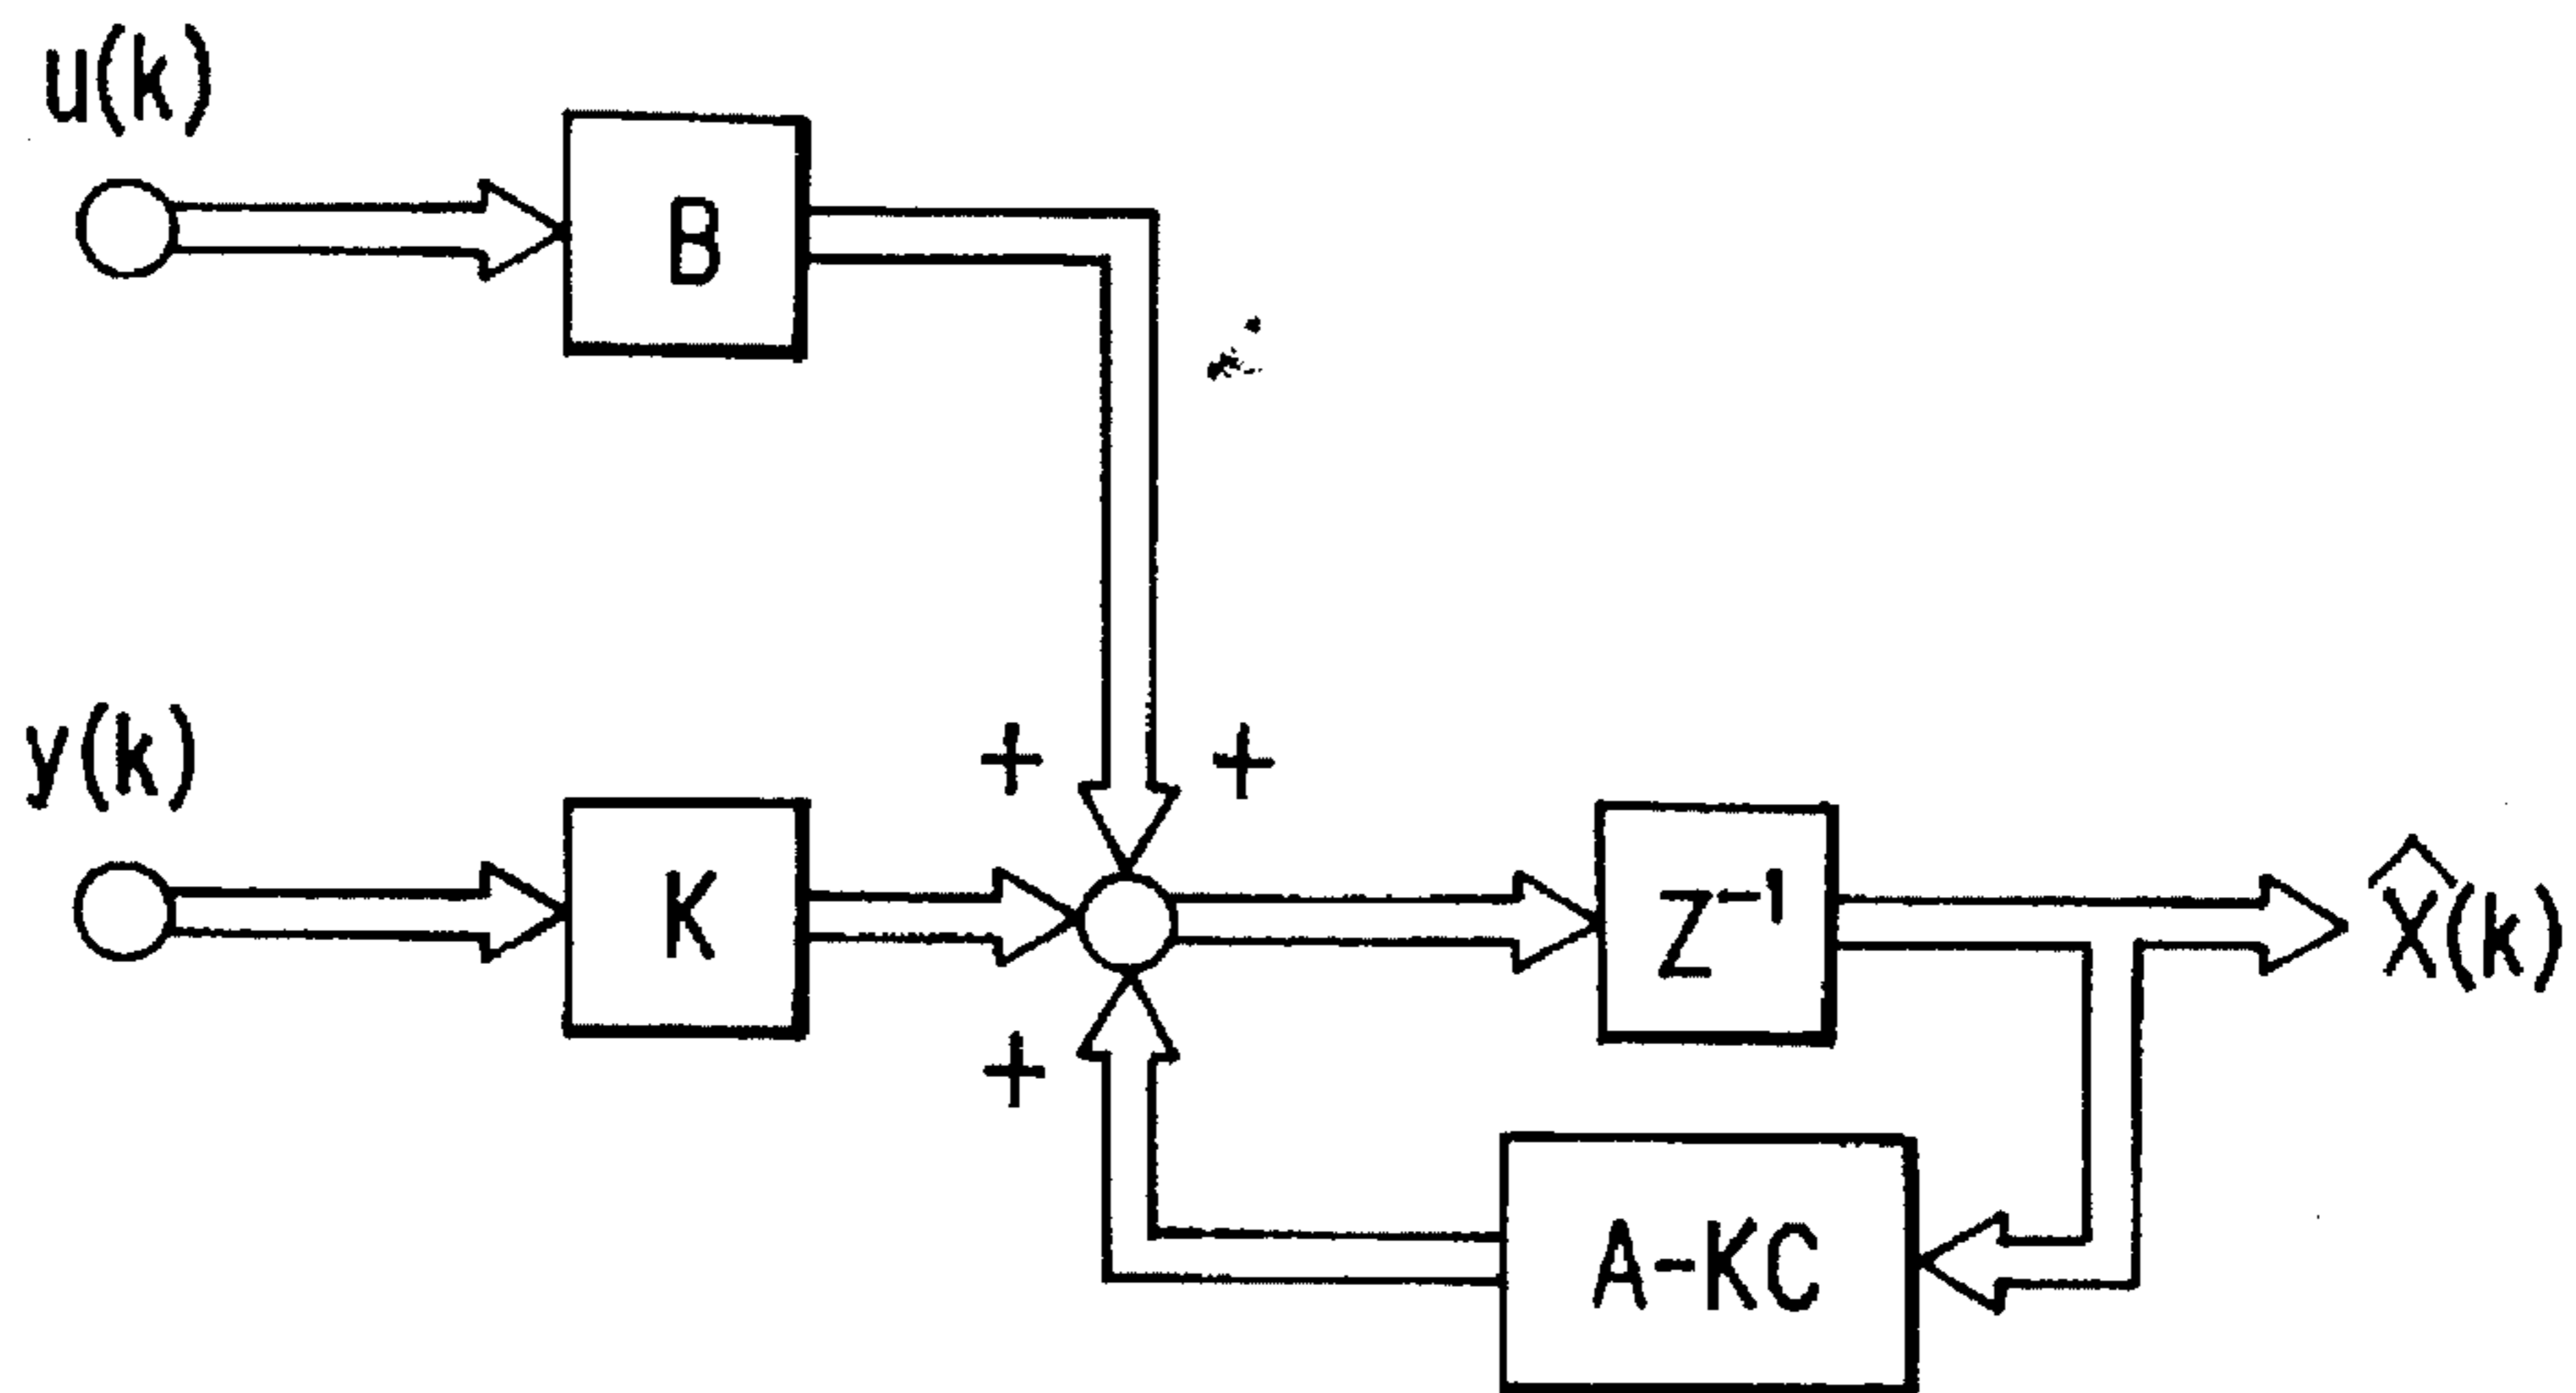 u(k)
B
y(k)
+ +
K
Z⁻¹
X̂(k)
+
A-KC